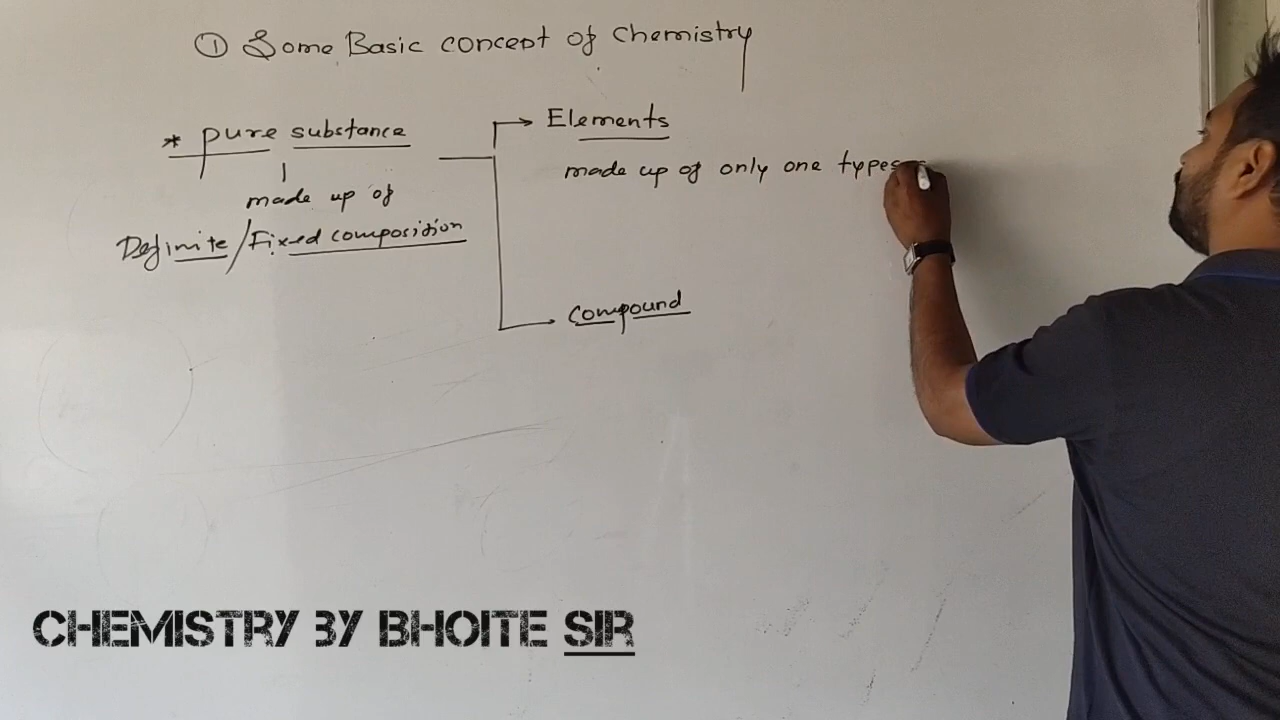 ① Some Basic concept of chemistry
* pure substance
made up of
Definite/Fixed composition
Elements
made up of only one types
compound
CHEMISTRY BY BHOITE SIR